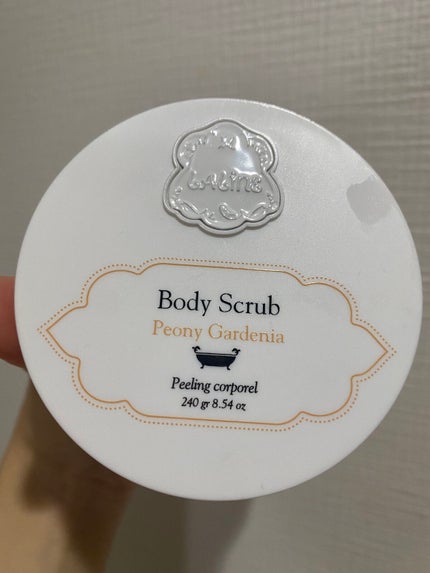 LALiNE
Body Scrub
Peony Gardenia
Peeling corporel
240 gr 8.54 oz